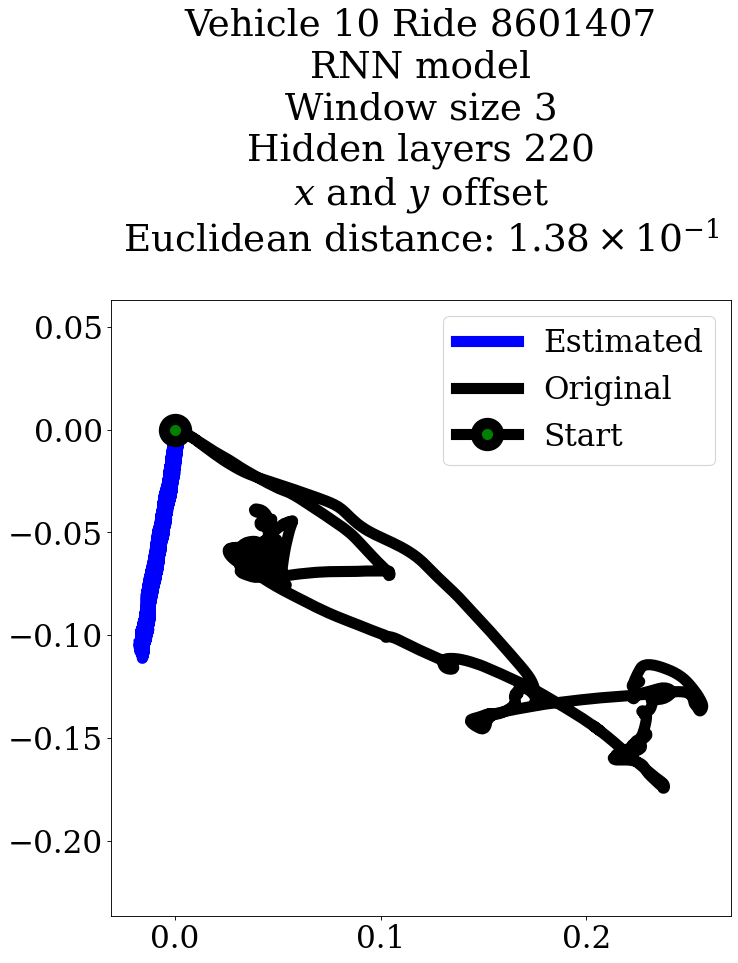 Vehicle 10 Ride 8601407
RNN model
Window size 3
Hidden layers 220
x and y offset
Euclidean distance: 1.38 × 10⁻¹
Estimated
Original
Start
0.05
0.00
−0.05
−0.10
−0.15
−0.20
0.0 0.1 0.2